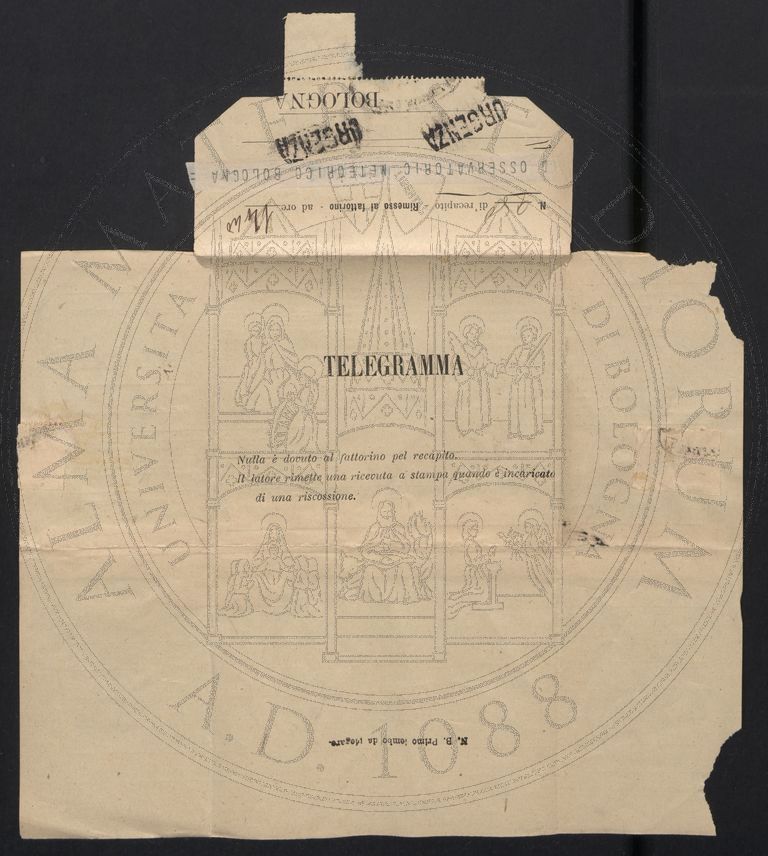 BOLOGNA
URGENZA URGENZA
OSSERVATORIO METEORICO BOLOGNA =
N. di recapito - Rimesso al fattorino - ad ore
TELEGRAMMA
Nulla è dovuto al fattorino pel recapito.
Il latore rimette una ricevuta a stampa quando è incaricato
di una riscossione.
N. B. Primo lembo da piegare.
ALMA MATER STUDIORUM
UNIVERSITA DI BOLOGNA
A.D. 1088